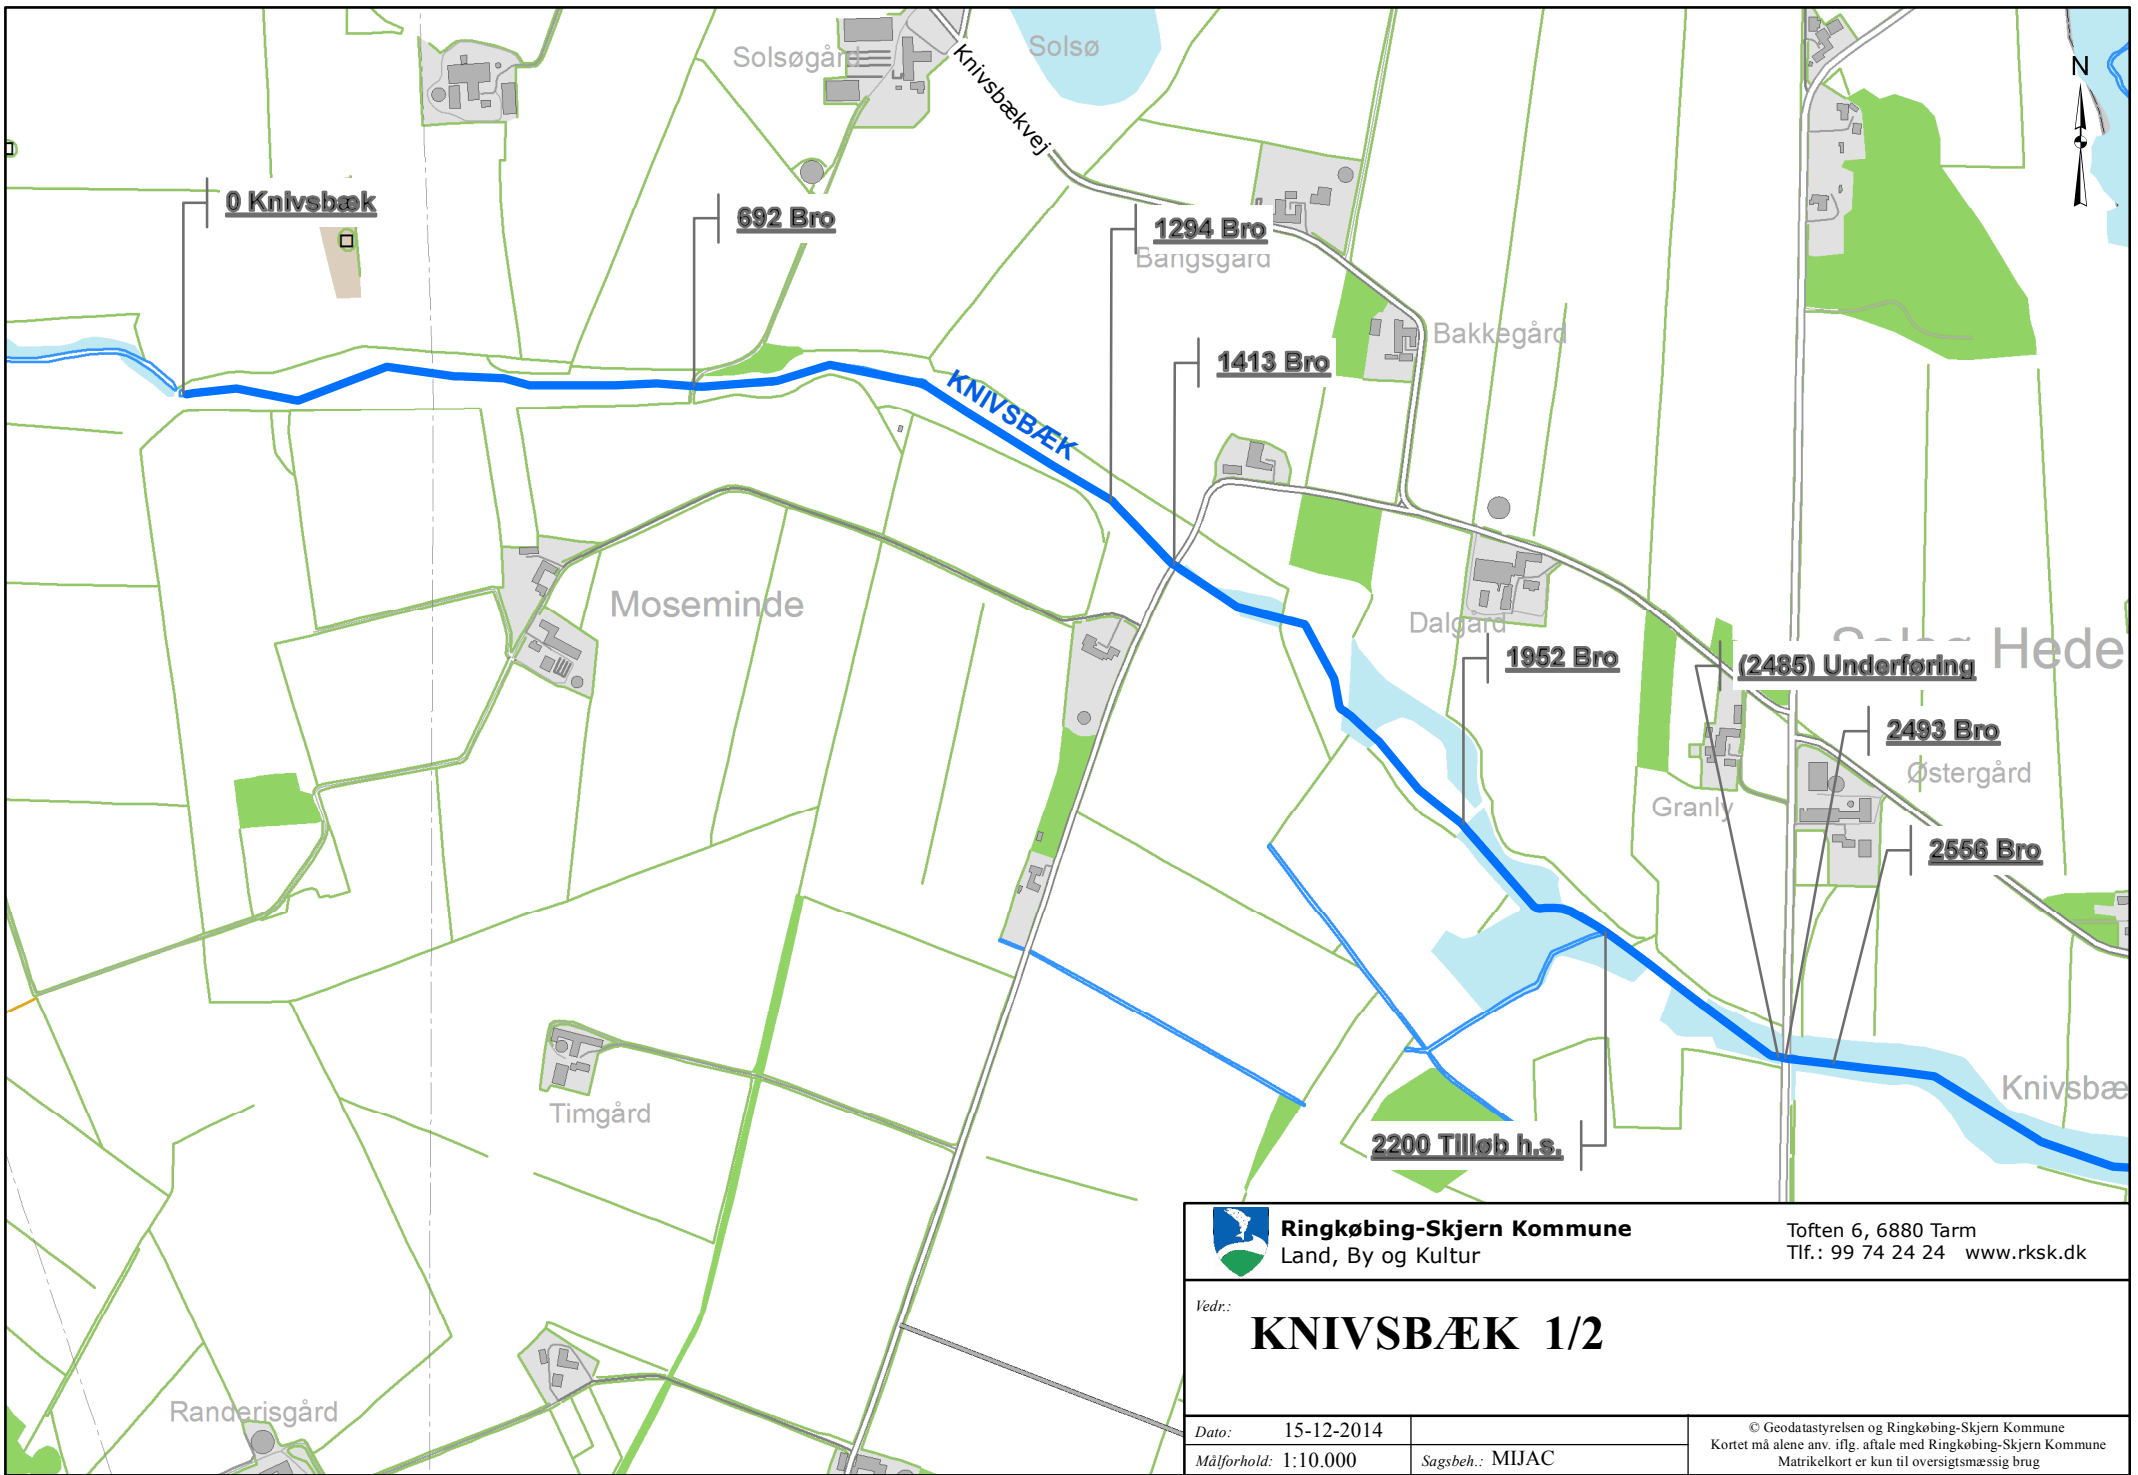 Solsøgård
Solsø
Knivsbækvej
N
0 Knivsbæk
692 Bro
1294 Bro
Bangsgård
Bakkegård
1413 Bro
KNIVSBÆK
Moseminde
Dalgård
1952 Bro
Solsø Hede
(2485) Underføring
2493 Bro
Østergård
Granly
2556 Bro
Knivsbæ
Timgård
2200 Tilløb h.s.
Randerisgård
Ringkøbing-Skjern Kommune
Land, By og Kultur
Toften 6, 6880 Tarm
Tlf.: 99 74 24 24 www.rksk.dk
Vedr.:
KNIVSBÆK 1/2
Dato: 15-12-2014
Målforhold: 1:10.000
Sagsbeh.: MIJAC
© Geodatastyrelsen og Ringkøbing-Skjern Kommune
Kortet må alene anv. iflg. aftale med Ringkøbing-Skjern Kommune
Matrikelkort er kun til oversigtsmæssig brug